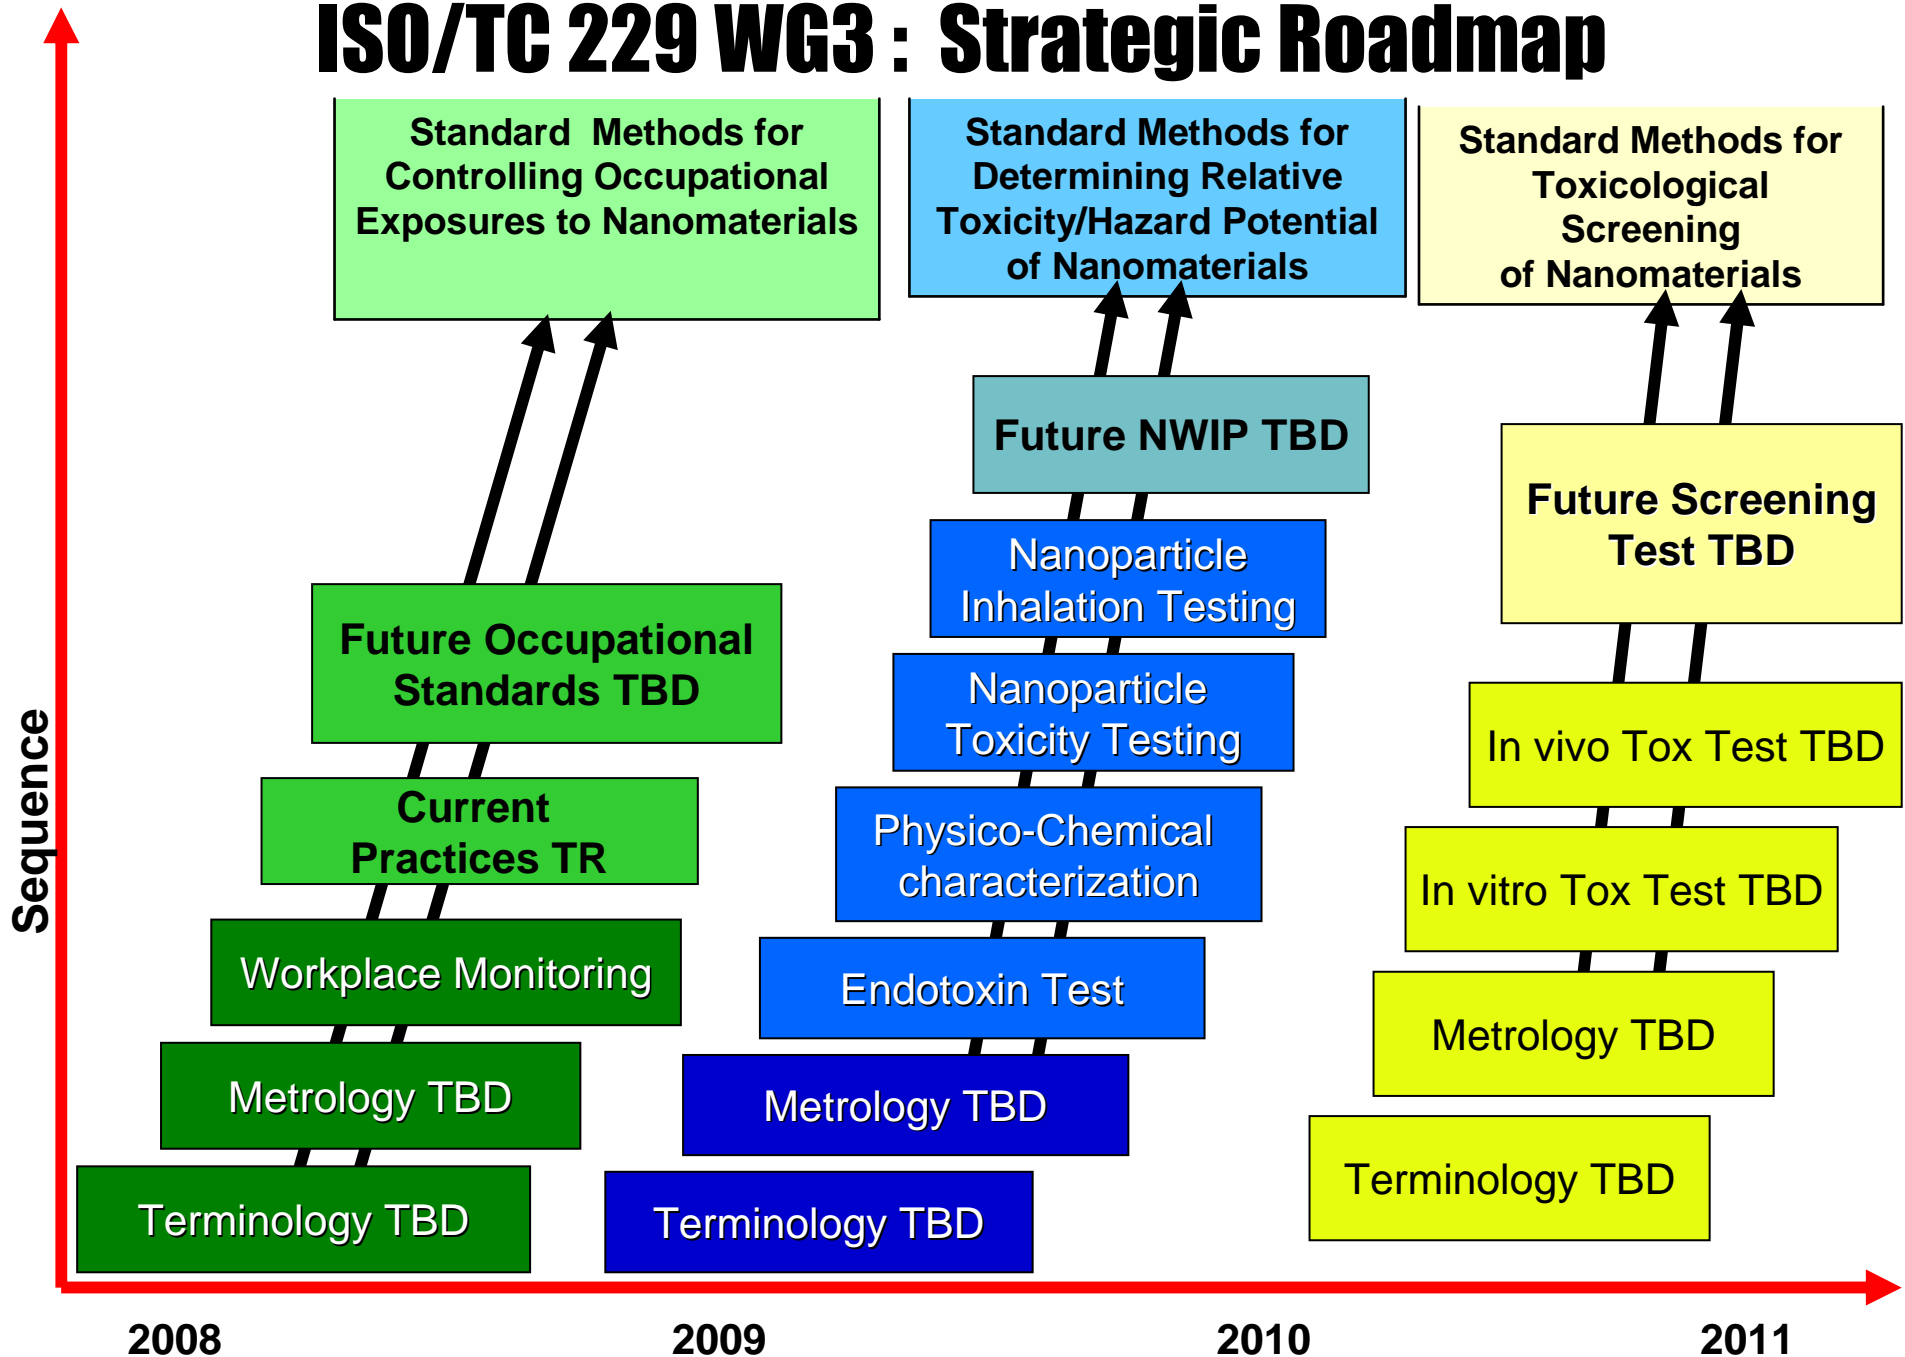 ISO/TC 229 WG3 : Strategic Roadmap
Standard Methods for
Controlling Occupational
Exposures to Nanomaterials
Standard Methods for
Determining Relative
Toxicity/Hazard Potential
of Nanomaterials
Standard Methods for
Toxicological
Screening
of Nanomaterials
Future Occupational
Standards TBD
Current
Practices TR
Workplace Monitoring
Metrology TBD
Terminology TBD
Future NWIP TBD
Nanoparticle
Inhalation Testing
Nanoparticle
Toxicity Testing
Physico-Chemical
characterization
Endotoxin Test
Metrology TBD
Terminology TBD
Future Screening
Test TBD
In vivo Tox Test TBD
In vitro Tox Test TBD
Metrology TBD
Terminology TBD
Sequence
2008
2009
2010
2011